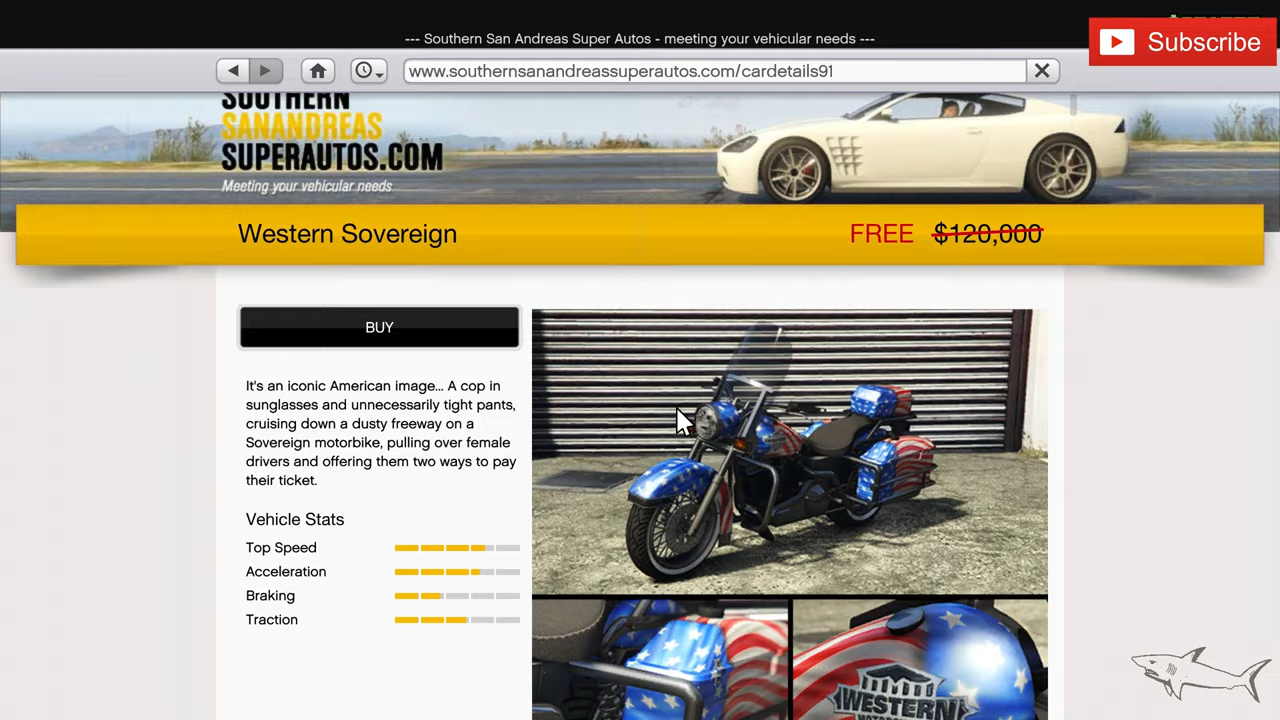 --- Southern San Andreas Super Autos - meeting your vehicular needs ---
Subscribe
www.southernsanandreassuperautos.com/cardetails91
SOUTHERN
SANANDREAS
SUPERAUTOS.COM
Meeting your vehicular needs
Western Sovereign
FREE $120,000
BUY
It's an iconic American image... A cop in
sunglasses and unnecessarily tight pants,
cruising down a dusty freeway on a
Sovereign motorbike, pulling over female
drivers and offering them two ways to pay
their ticket.
Vehicle Stats
Top Speed
Acceleration
Braking
Traction
WESTERN